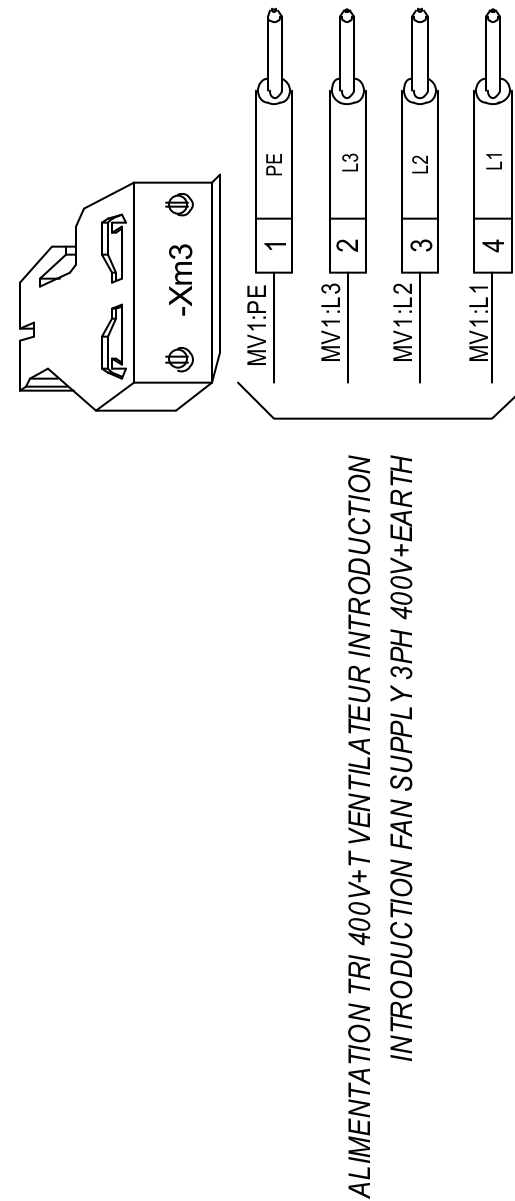 -Xm3
PE
1
MV1:PE
L3
2
MV1:L3
L2
3
MV1:L2
L1
4
MV1:L1
ALIMENTATION TRI 400V+T VENTILATEUR INTRODUCTION
INTRODUCTION FAN SUPPLY 3PH 400V+EARTH